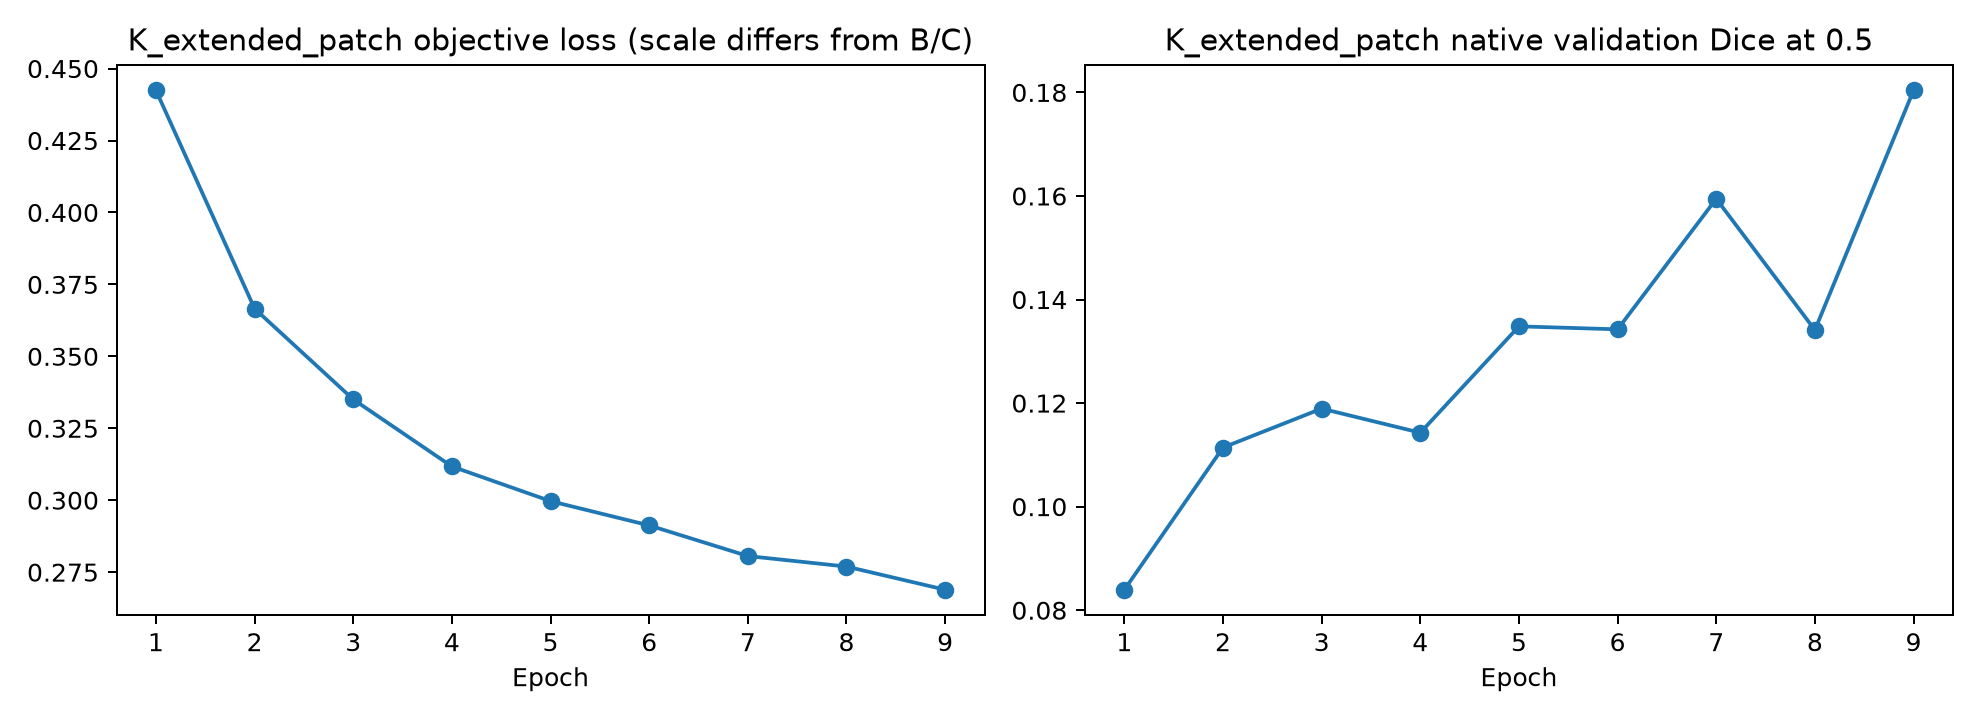 K_extended_patch objective loss (scale differs from B/C)
0.450
0.425
0.400
0.375
0.350
0.325
0.300
0.275
1 2 3 4 5 6 7 8 9
Epoch
K_extended_patch native validation Dice at 0.5
0.18
0.16
0.14
0.12
0.10
0.08
1 2 3 4 5 6 7 8 9
Epoch